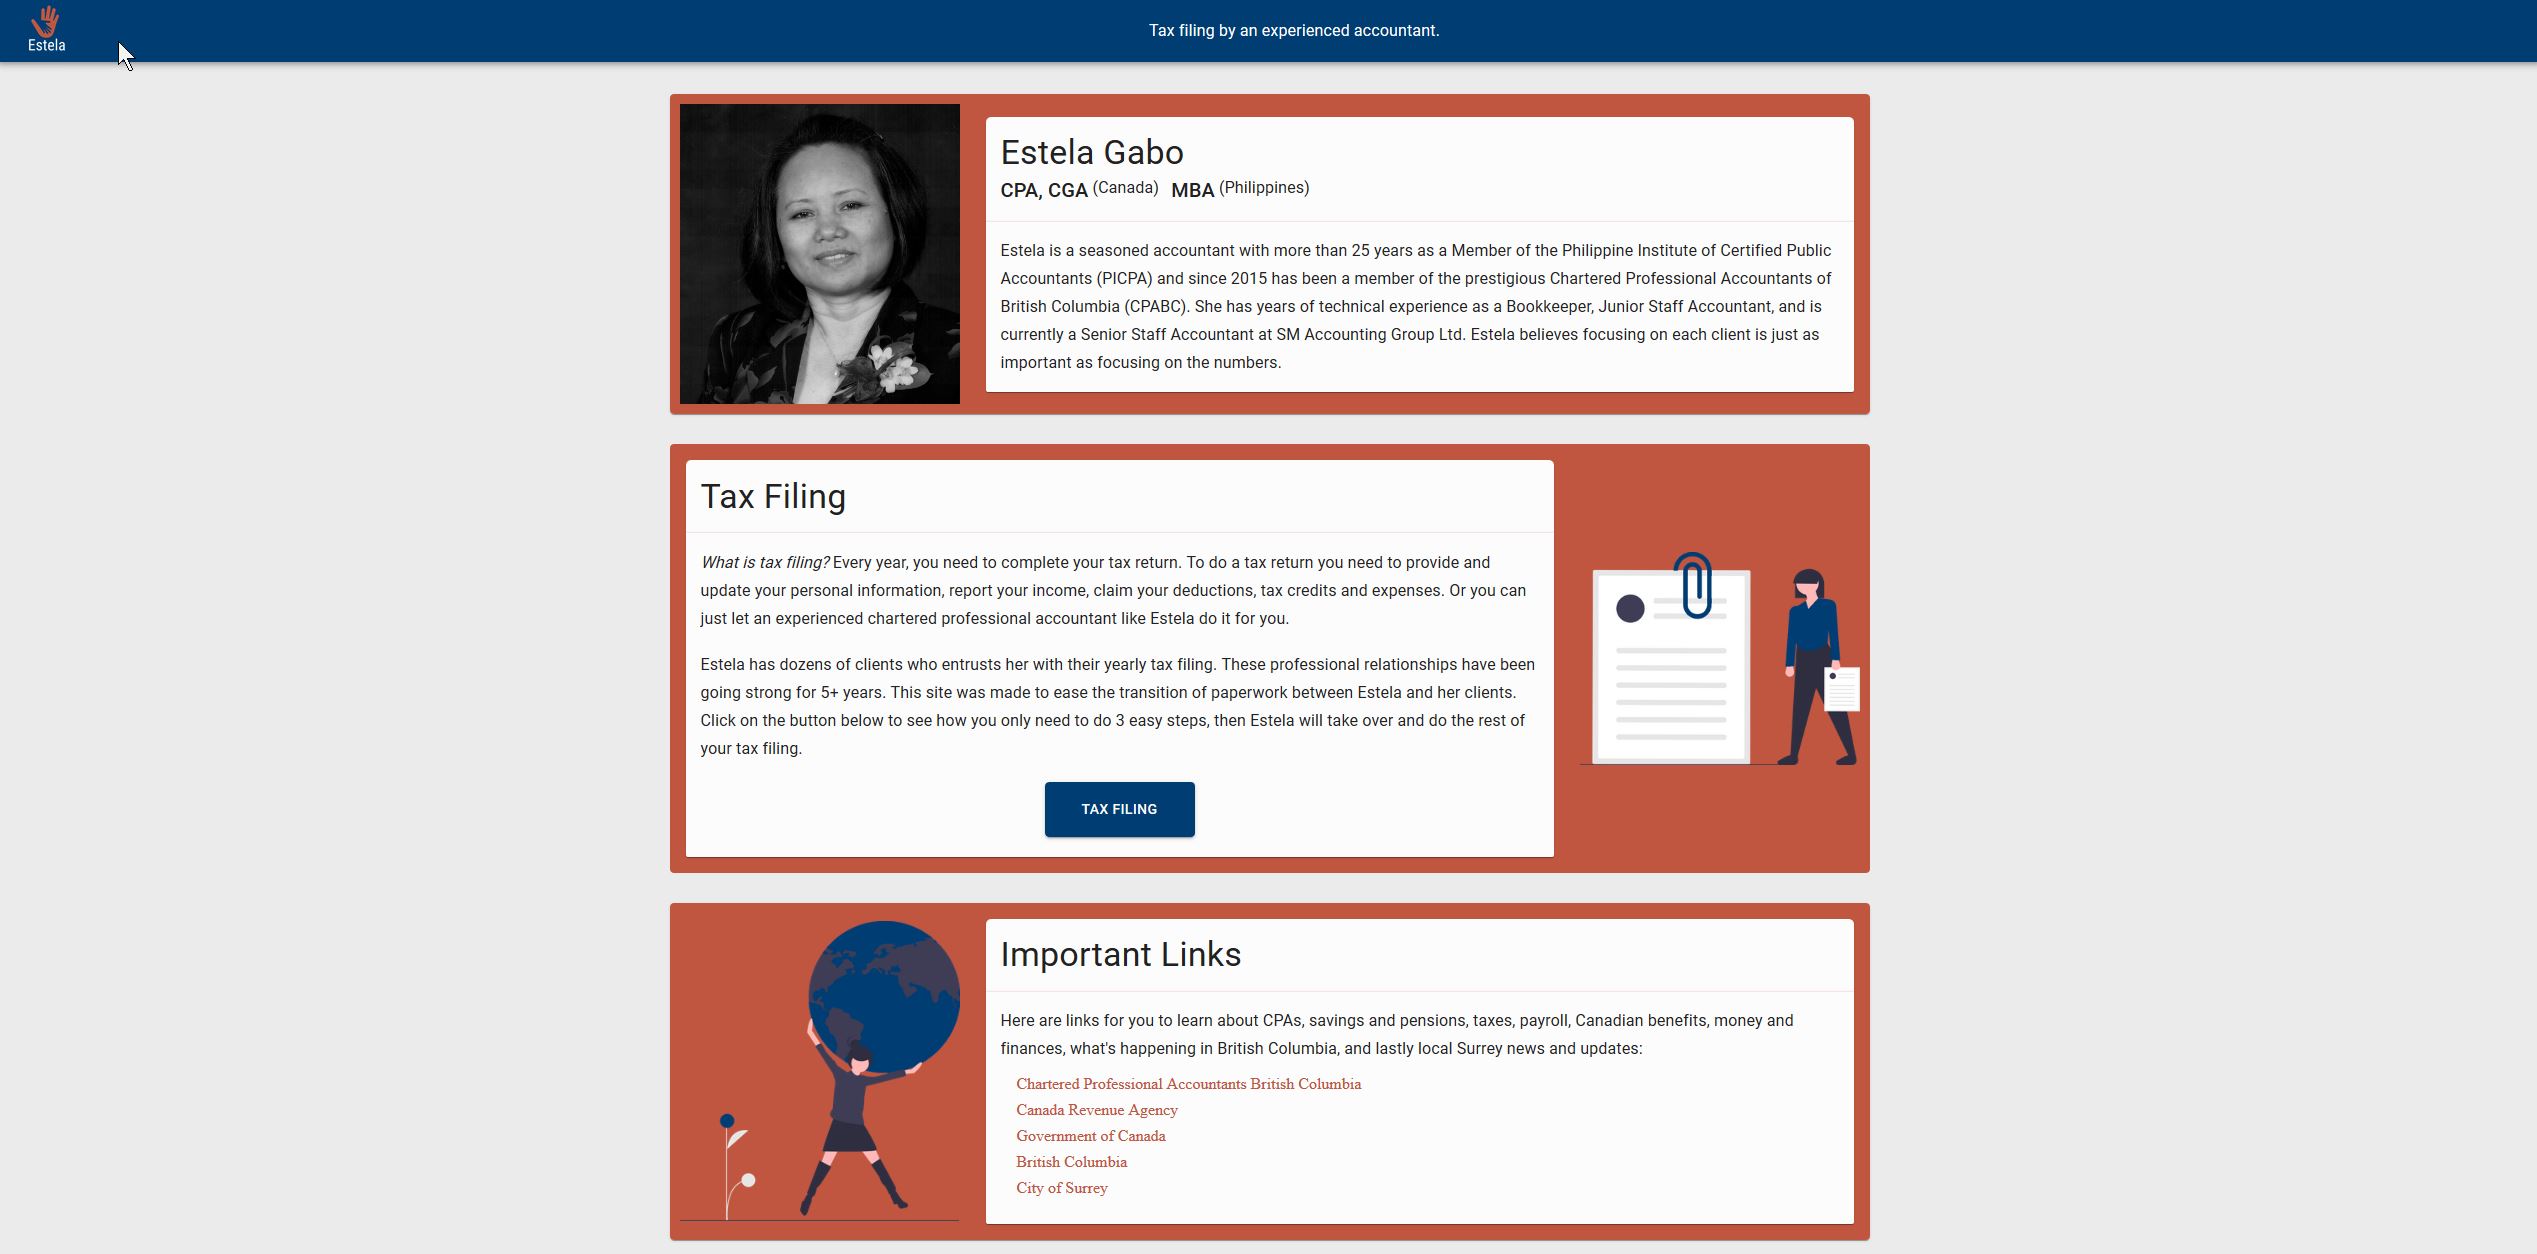 Estela
Tax filing by an experienced accountant.
Estela Gabo
CPA, CGA (Canada) MBA (Philippines)
Estela is a seasoned accountant with more than 25 years as a Member of the Philippine Institute of Certified Public
Accountants (PICPA) and since 2015 has been a member of the prestigious Chartered Professional Accountants of
British Columbia (CPABC). She has years of technical experience as a Bookkeeper, Junior Staff Accountant, and is
currently a Senior Staff Accountant at SM Accounting Group Ltd. Estela believes focusing on each client is just as
important as focusing on the numbers.
Tax Filing
What is tax filing? Every year, you need to complete your tax return. To do a tax return you need to provide and
update your personal information, report your income, claim your deductions, tax credits and expenses. Or you can
just let an experienced chartered professional accountant like Estela do it for you.
Estela has dozens of clients who entrusts her with their yearly tax filing. These professional relationships have been
going strong for 5+ years. This site was made to ease the transition of paperwork between Estela and her clients.
Click on the button below to see how you only need to do 3 easy steps, then Estela will take over and do the rest of
your tax filing.
TAX FILING
Important Links
Here are links for you to learn about CPAs, savings and pensions, taxes, payroll, Canadian benefits, money and
finances, what's happening in British Columbia, and lastly local Surrey news and updates:
Chartered Professional Accountants British Columbia
Canada Revenue Agency
Government of Canada
British Columbia
City of Surrey